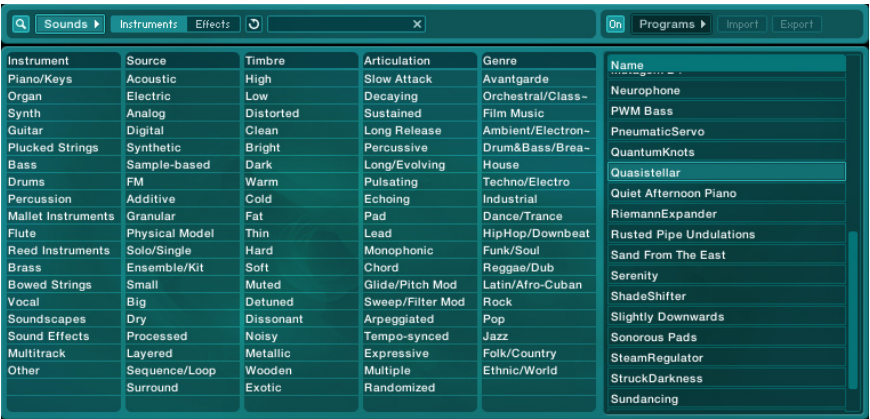 Sounds Instruments Effects On Programs Import Export
Instrument Source Timbre Articulation Genre
Piano/Keys Acoustic High Slow Attack Avantgarde
Organ Electric Low Decaying Orchestral/Class~
Synth Analog Distorted Sustained Film Music
Guitar Digital Clean Long Release Ambient/Electron~
Plucked Strings Synthetic Bright Percussive Drum&Bass/Brea~
Bass Sample-based Dark Long/Evolving House
Drums FM Warm Pulsating Techno/Electro
Percussion Additive Cold Echoing Industrial
Mallet Instruments Granular Fat Pad Dance/Trance
Flute Physical Model Thin Lead HipHop/Downbeat
Reed Instruments Solo/Single Hard Monophonic Funk/Soul
Brass Ensemble/Kit Soft Chord Reggae/Dub
Bowed Strings Small Muted Glide/Pitch Mod Latin/Afro-Cuban
Vocal Big Detuned Sweep/Filter Mod Rock
Soundscapes Dry Dissonant Arpeggiated Pop
Sound Effects Processed Noisy Tempo-synced Jazz
Multitrack Layered Metallic Expressive Folk/Country
Other Sequence/Loop Wooden Multiple Ethnic/World
Surround Exotic Randomized
Name
Neurophone
PWM Bass
PneumaticServo
QuantumKnots
Quasistellar
Quiet Afternoon Piano
RiemannExpander
Rusted Pipe Undulations
Sand From The East
Serenity
ShadeShifter
Slightly Downwards
Sonorous Pads
SteamRegulator
StruckDarkness
Sundancing